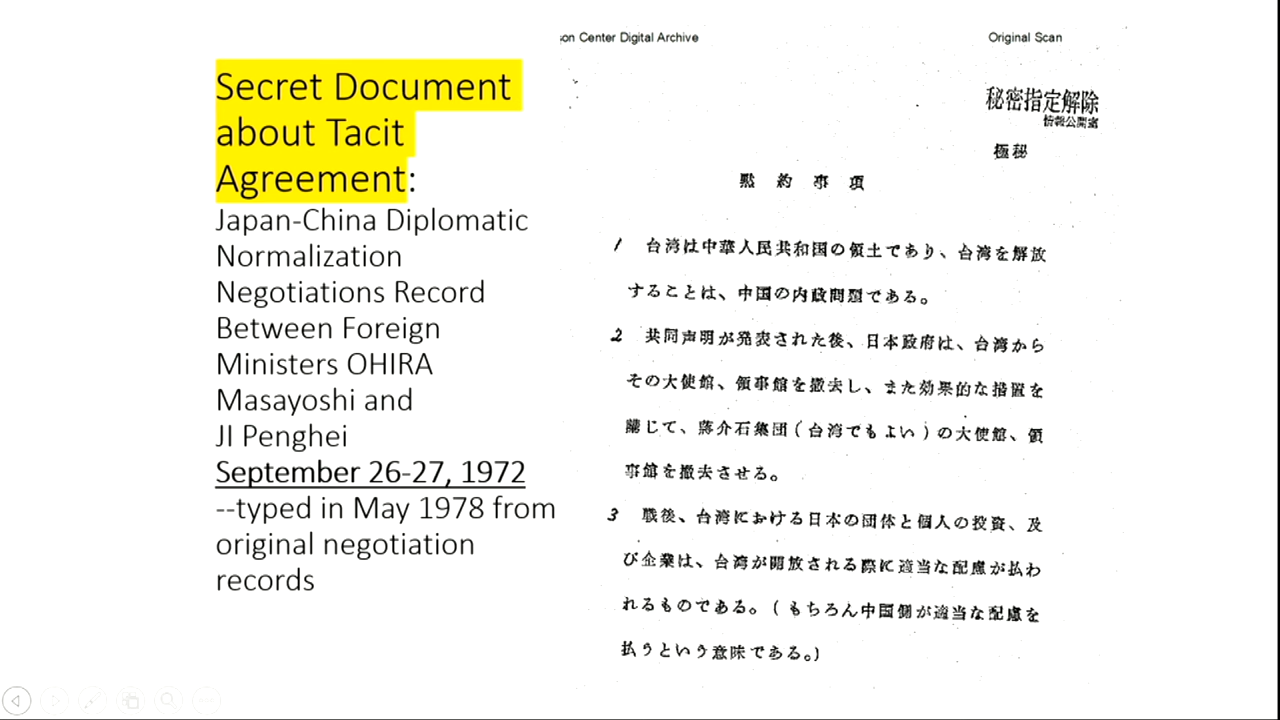 Secret Document
about Tacit
Agreement:
Japan-China Diplomatic
Normalization
Negotiations Record
Between Foreign
Ministers OHIRA
Masayoshi and
JI Penghei
September 26-27, 1972
--typed in May 1978 from
original negotiation
records
son Center Digital Archive
Original Scan
秘密指定解除
情報公開室
極秘
黙約事項
1 台湾は中華人民共和国の領土であり、台湾を解放
することは、中国の内政問題である。
2 共同声明が発表された後、日本政府は、台湾から
その大使館、領事館を撤去し、また効果的な措置を
講じて、蔣介石集団(台湾でもよい)の大使館、領
事館を撤去させる。
3 戦後、台湾における日本の団体と個人の投資、及
び企業は、台湾が開放される際に適当な配慮が払わ
れるものである。(もちろん中国側が適当な配慮を
払うという意味である。)